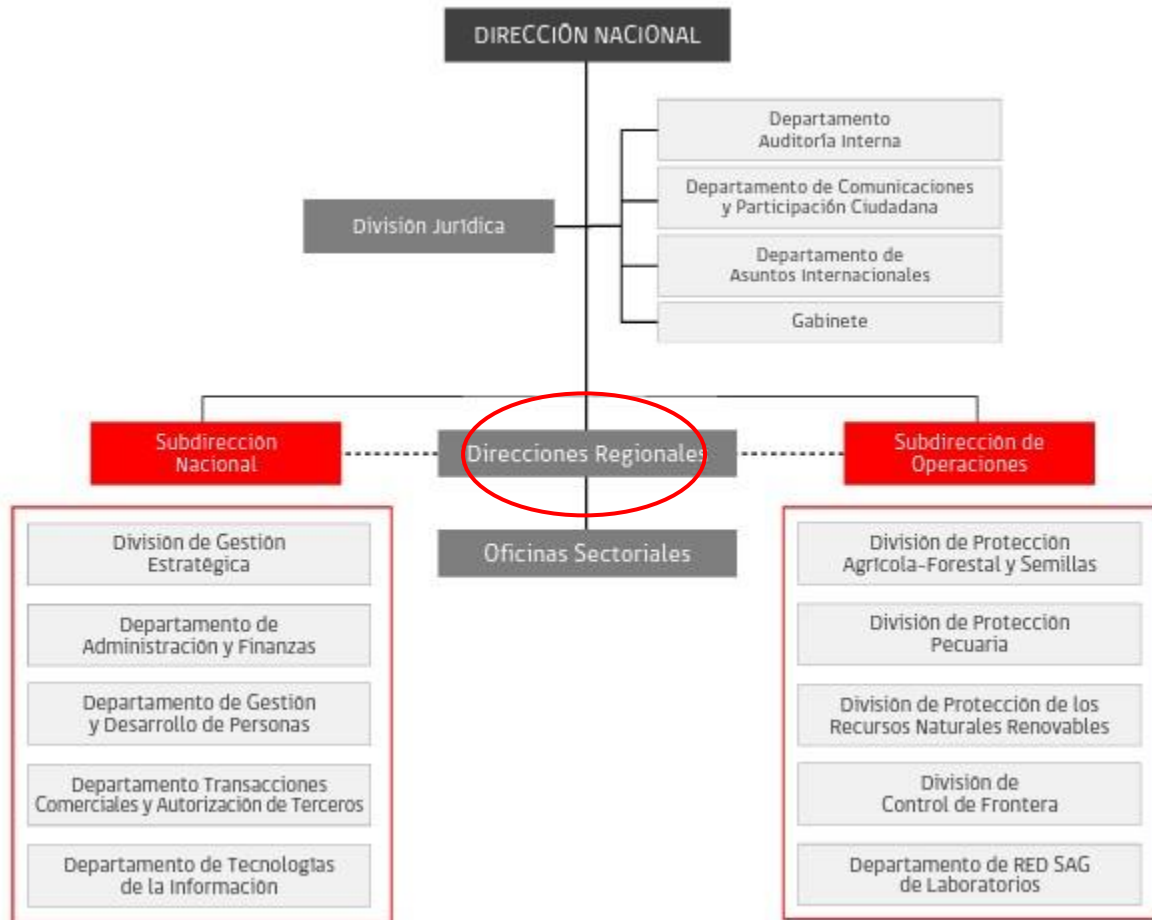 DIRECCIÓN NACIONAL
Departamento
Auditoría Interna
Departamento de Comunicaciones
y Participación Ciudadana
División Jurídica
Departamento de
Asuntos Internacionales
Gabinete
Subdirección
Nacional
Direcciones Regionales
Subdirección de
Operaciones
Oficinas Sectoriales
División de Gestión
Estratégica
Departamento de
Administración y Finanzas
Departamento de Gestión
y Desarrollo de Personas
Departamento Transacciones
Comerciales y Autorización de Terceros
Departamento de Tecnologías
de la Información
División de Protección
Agrícola-Forestal y Semillas
División de Protección
Pecuaria
División de Protección de los
Recursos Naturales Renovables
División de
Control de Frontera
Departamento de RED SAG
de Laboratorios